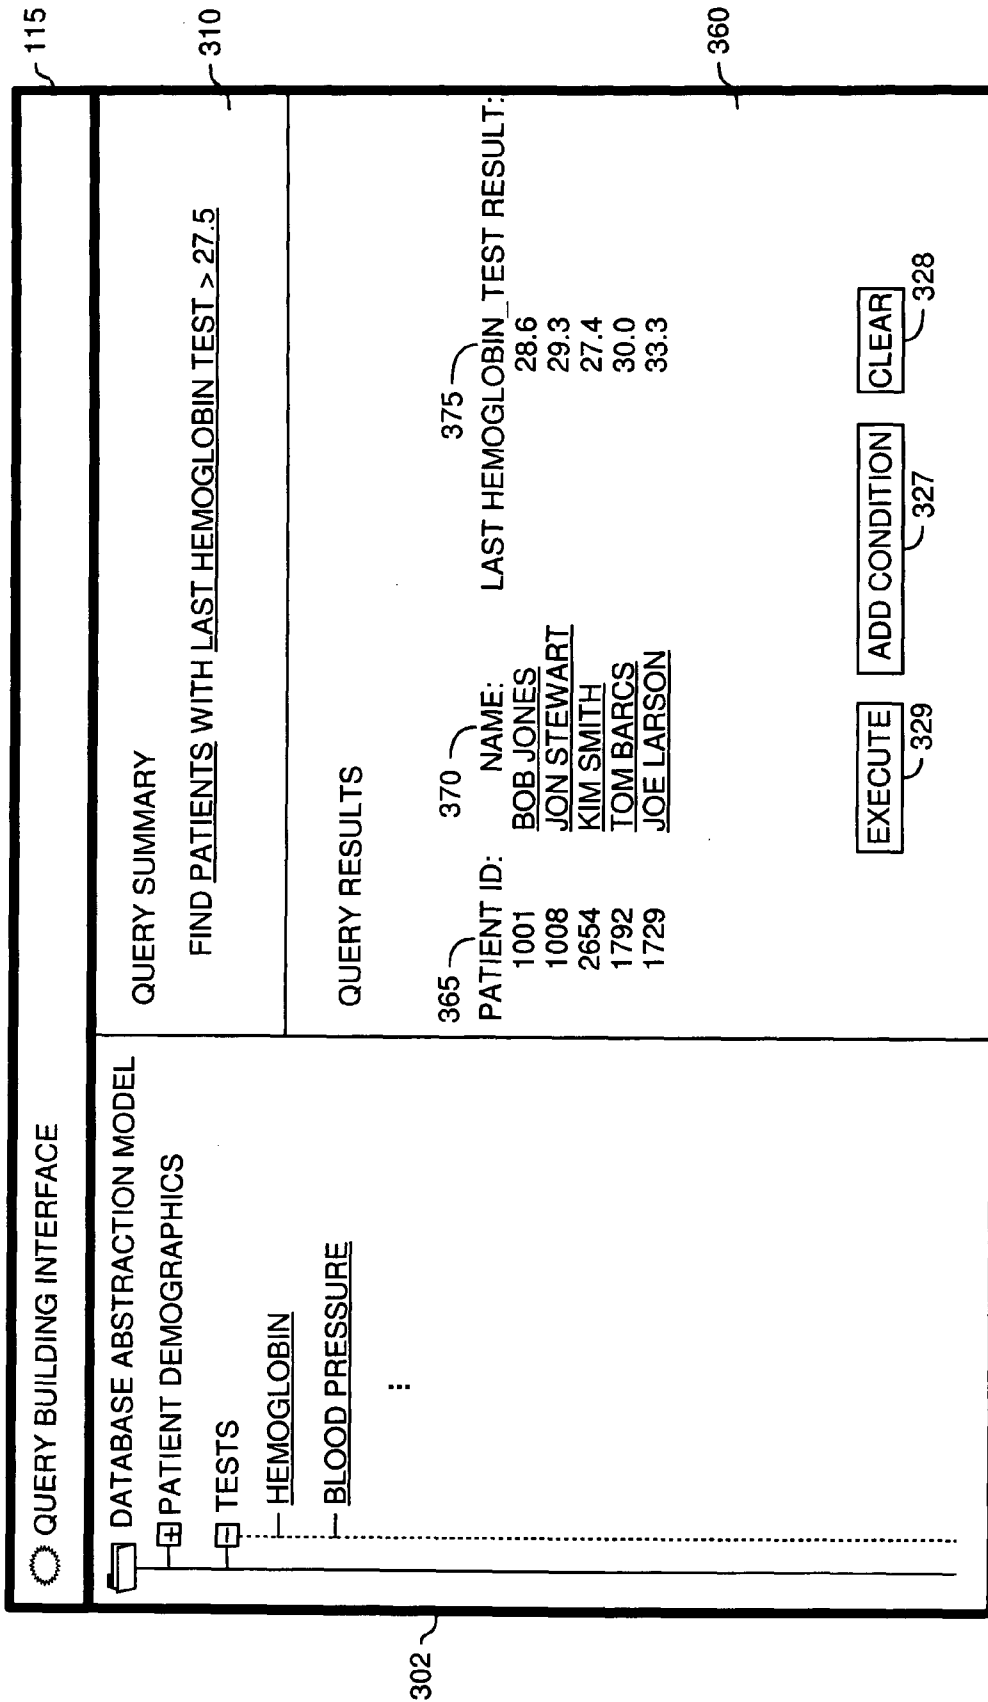 QUERY BUILDING INTERFACE
115
DATABASE ABSTRACTION MODEL
+ PATIENT DEMOGRAPHICS
- TESTS
HEMOGLOBIN
BLOOD PRESSURE
...
302
QUERY SUMMARY
310
FIND PATIENTS WITH LAST HEMOGLOBIN TEST > 27.5
QUERY RESULTS
365 370 375
PATIENT ID: NAME: LAST HEMOGLOBIN_TEST RESULT:
1001 BOB JONES 28.6
1008 JON STEWART 29.3
2654 KIM SMITH 27.4
1792 TOM BARCS 30.0
1729 JOE LARSON 33.3
360
EXECUTE ADD CONDITION CLEAR
329 327 328